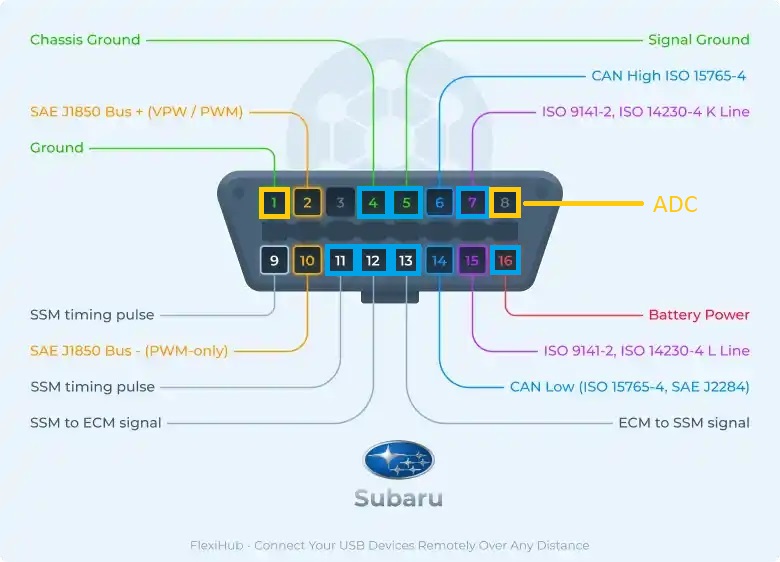 Chassis Ground
Signal Ground
CAN High ISO 15765-4
SAE J1850 Bus + (VPW / PWM)
ISO 9141-2, ISO 14230-4 K Line
Ground
1 2 3 4 5 6 7 8
ADC
9 10 11 12 13 14 15 16
SSM timing pulse
Battery Power
SAE J1850 Bus - (PWM-only)
ISO 9141-2, ISO 14230-4 L Line
SSM timing pulse
CAN Low (ISO 15765-4, SAE J2284)
SSM to ECM signal
ECM to SSM signal
Subaru
FlexiHub - Connect Your USB Devices Remotely Over Any Distance